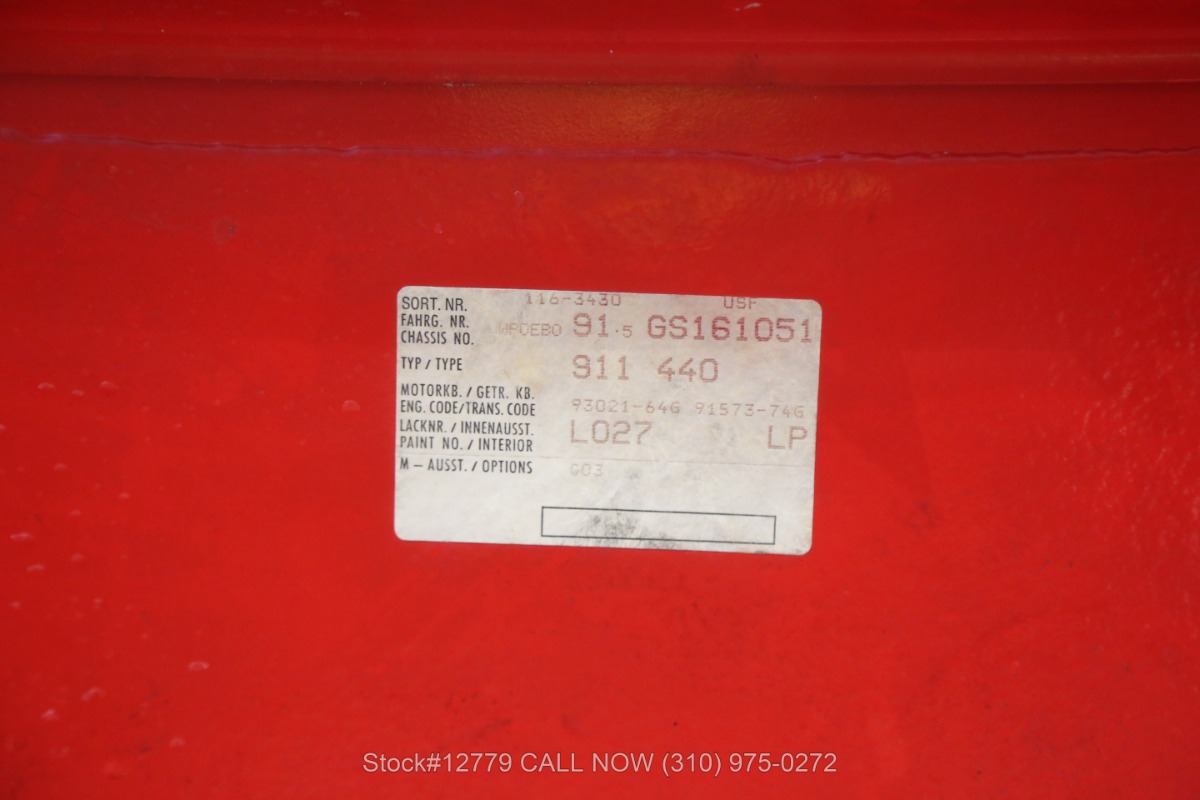 SORT. NR. 116-3430 USF
FAHRG. NR.
CHASSIS NO. WPOEBO 91.5 GS161051
TYP / TYPE 911 440
MOTORKB. / GETR. KB.
ENG. CODE/TRANS. CODE 93021-64G 91573-74G
LACKNR. / INNENAUSST.
PAINT NO. / INTERIOR L027 LP
M – AUSST. / OPTIONS G03
Stock#12779 CALL NOW (310) 975-0272